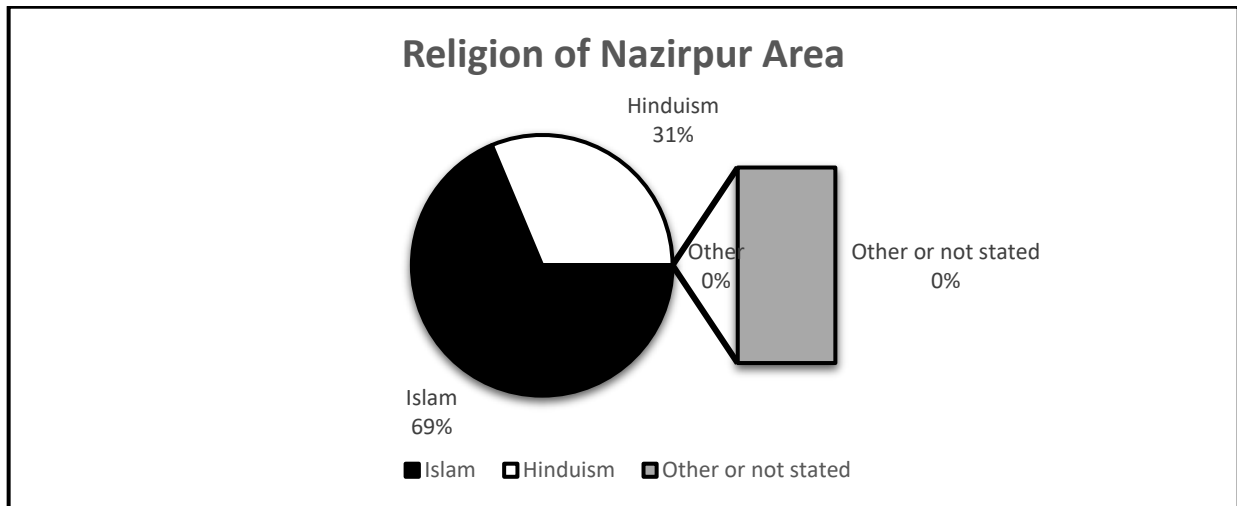 Religion of Nazirpur Area
Hinduism
31%
Other
0%
Other or not stated
0%
Islam
69%
Islam Hinduism Other or not stated